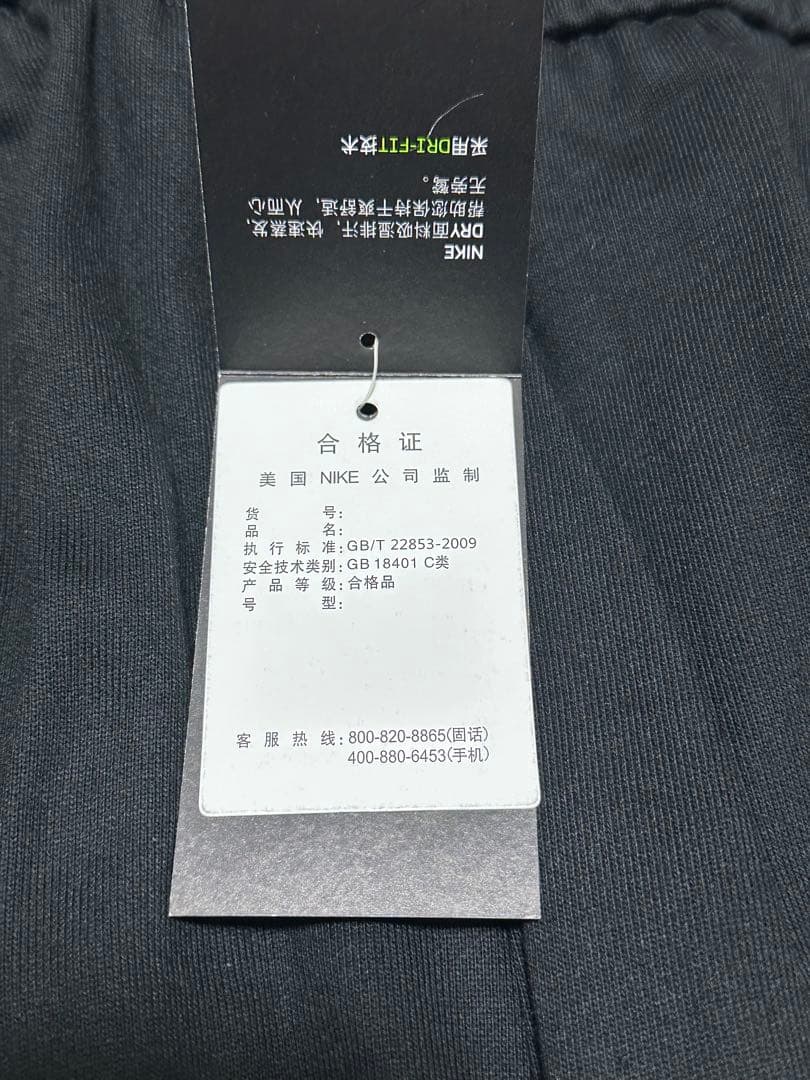 采用DRI-FIT技术
NIKE
DRY面料吸湿排汗，快速蒸发，
帮助您保持干爽舒适，从而心
无旁骛。
合格证
美国NIKE公司监制
货号：
品名：
执行标准：GB/T 22853-2009
安全技术类别：GB 18401 C类
产品等级：合格品
号型：
客服热线：800-820-8865(固话)
400-880-6453(手机)